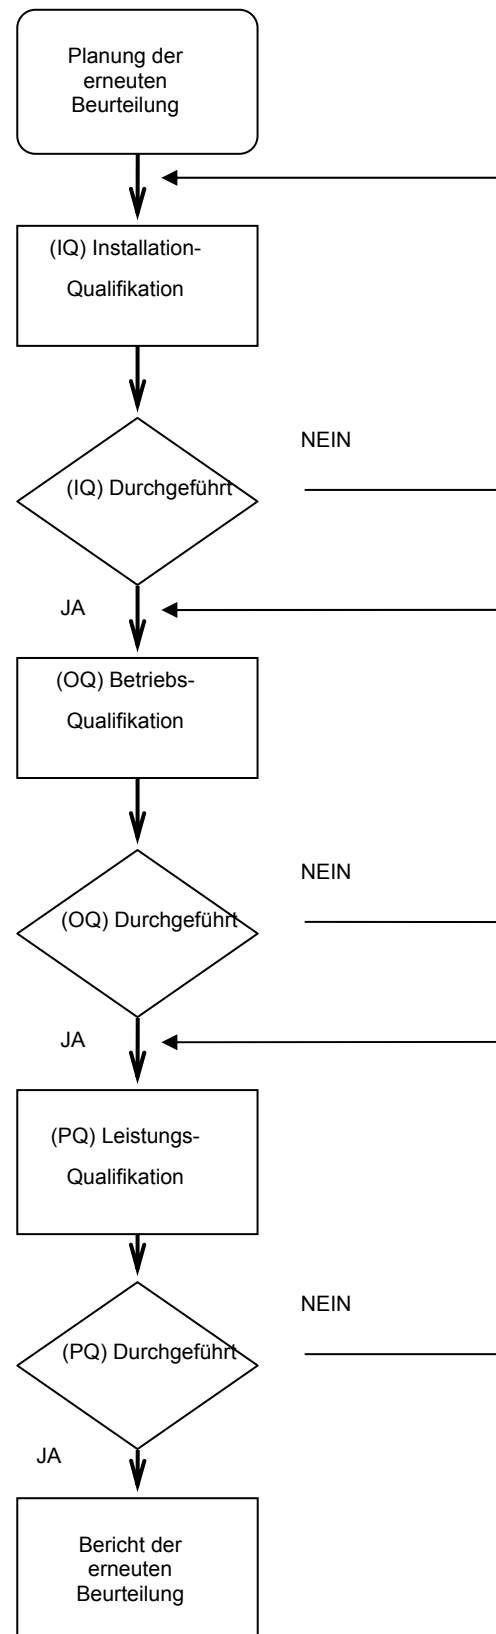 Planung der
erneuten
Beurteilung
(IQ) Installation-
Qualifikation
NEIN
(IQ) Durchgeführt
JA
(OQ) Betriebs-
Qualifikation
NEIN
(OQ) Durchgeführt
JA
(PQ) Leistungs-
Qualifikation
NEIN
(PQ) Durchgeführt
JA
Bericht der
erneuten
Beurteilung